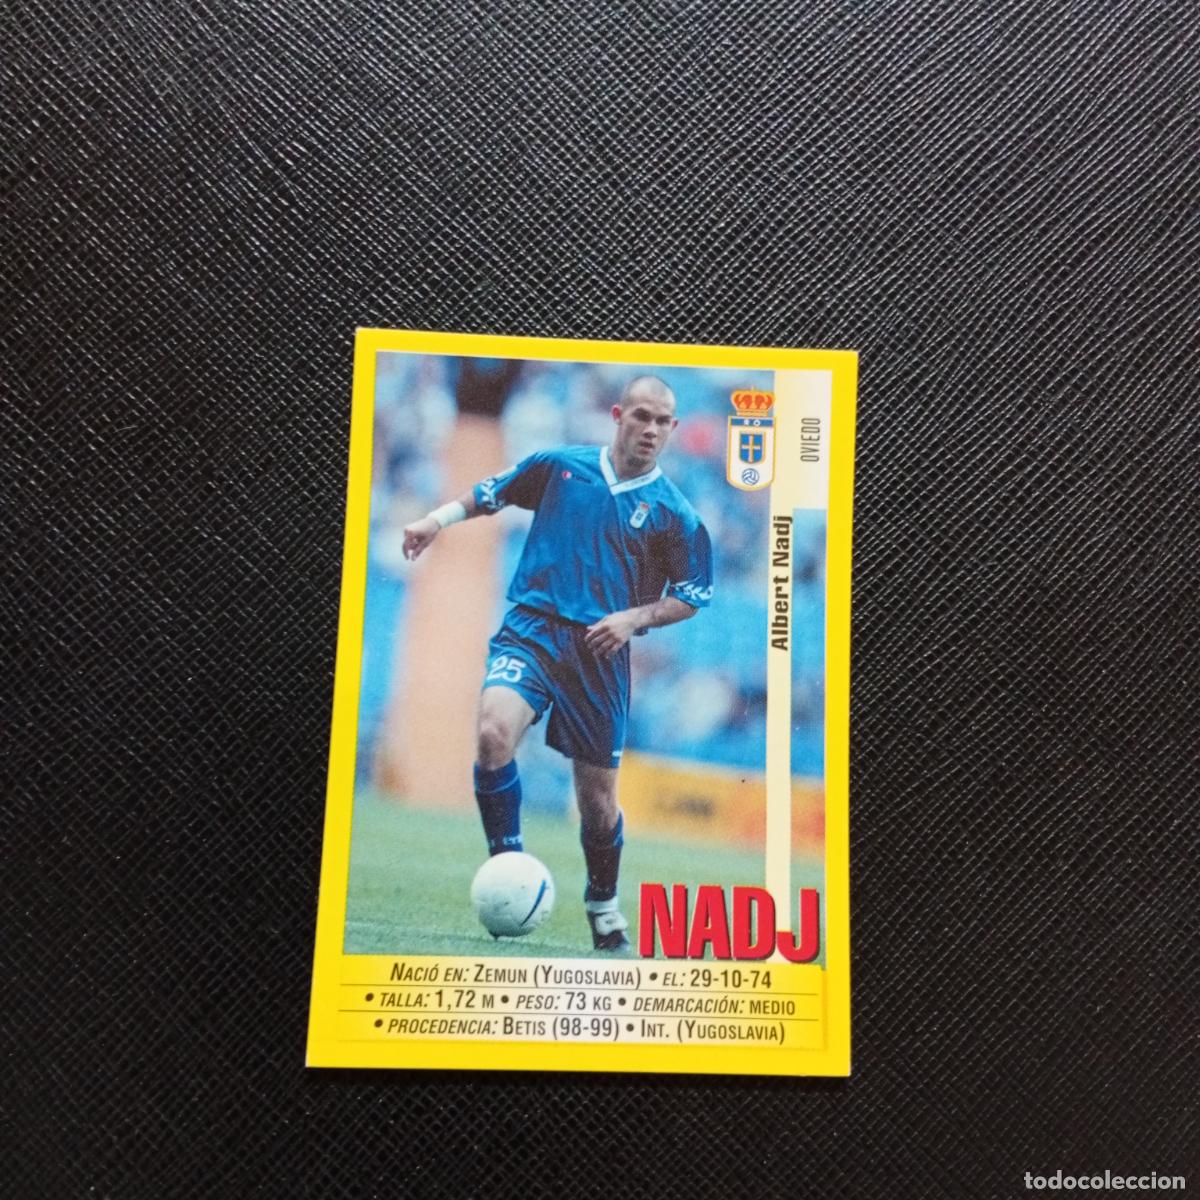 OVIEDO
Albert Nadj
25
NADJ
NACIÓ EN: ZEMUN (YUGOSLAVIA) • EL: 29-10-74
• TALLA: 1,72 M • PESO: 73 KG • DEMARCACIÓN: MEDIO
• PROCEDENCIA: BETIS (98-99) • INT. (YUGOSLAVIA)
todocoleccion